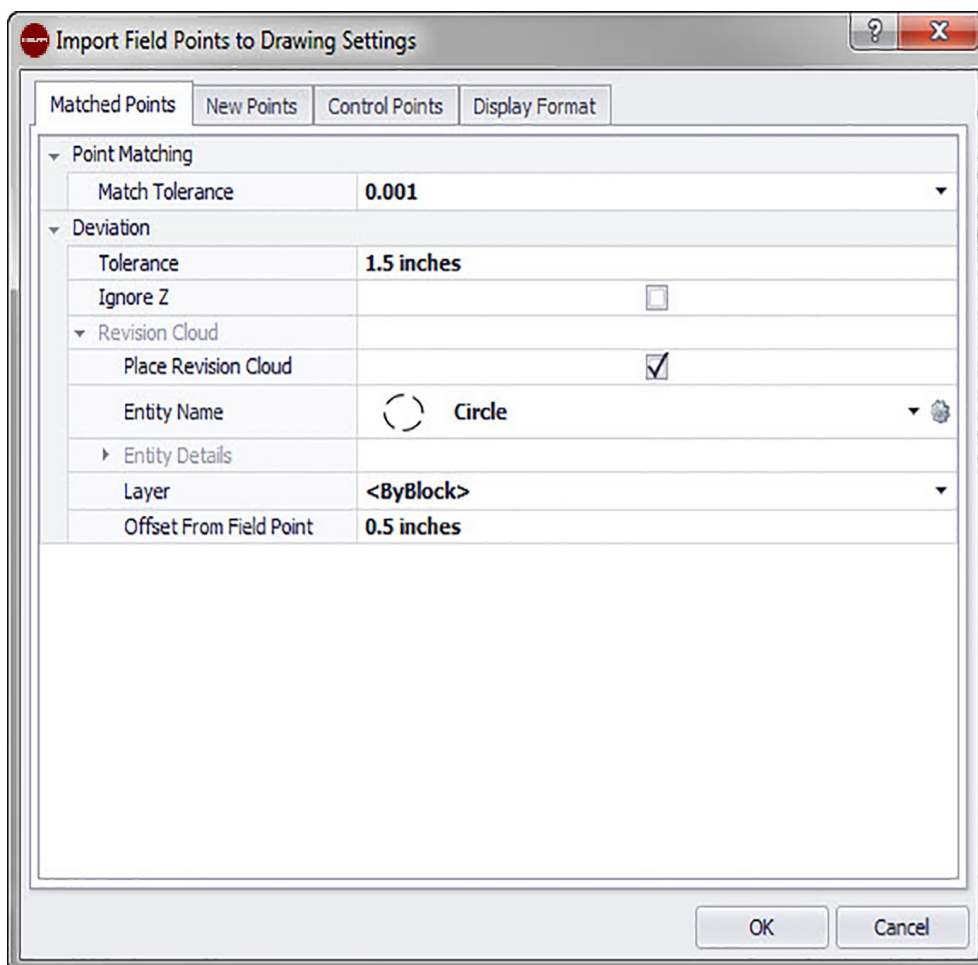 Import Field Points to Drawing Settings
Matched Points New Points Control Points Display Format
Point Matching
Match Tolerance 0.001
Deviation
Tolerance 1.5 inches
Ignore Z
Revision Cloud
Place Revision Cloud
Entity Name Circle
Entity Details
Layer <ByBlock>
Offset From Field Point 0.5 inches
OK Cancel